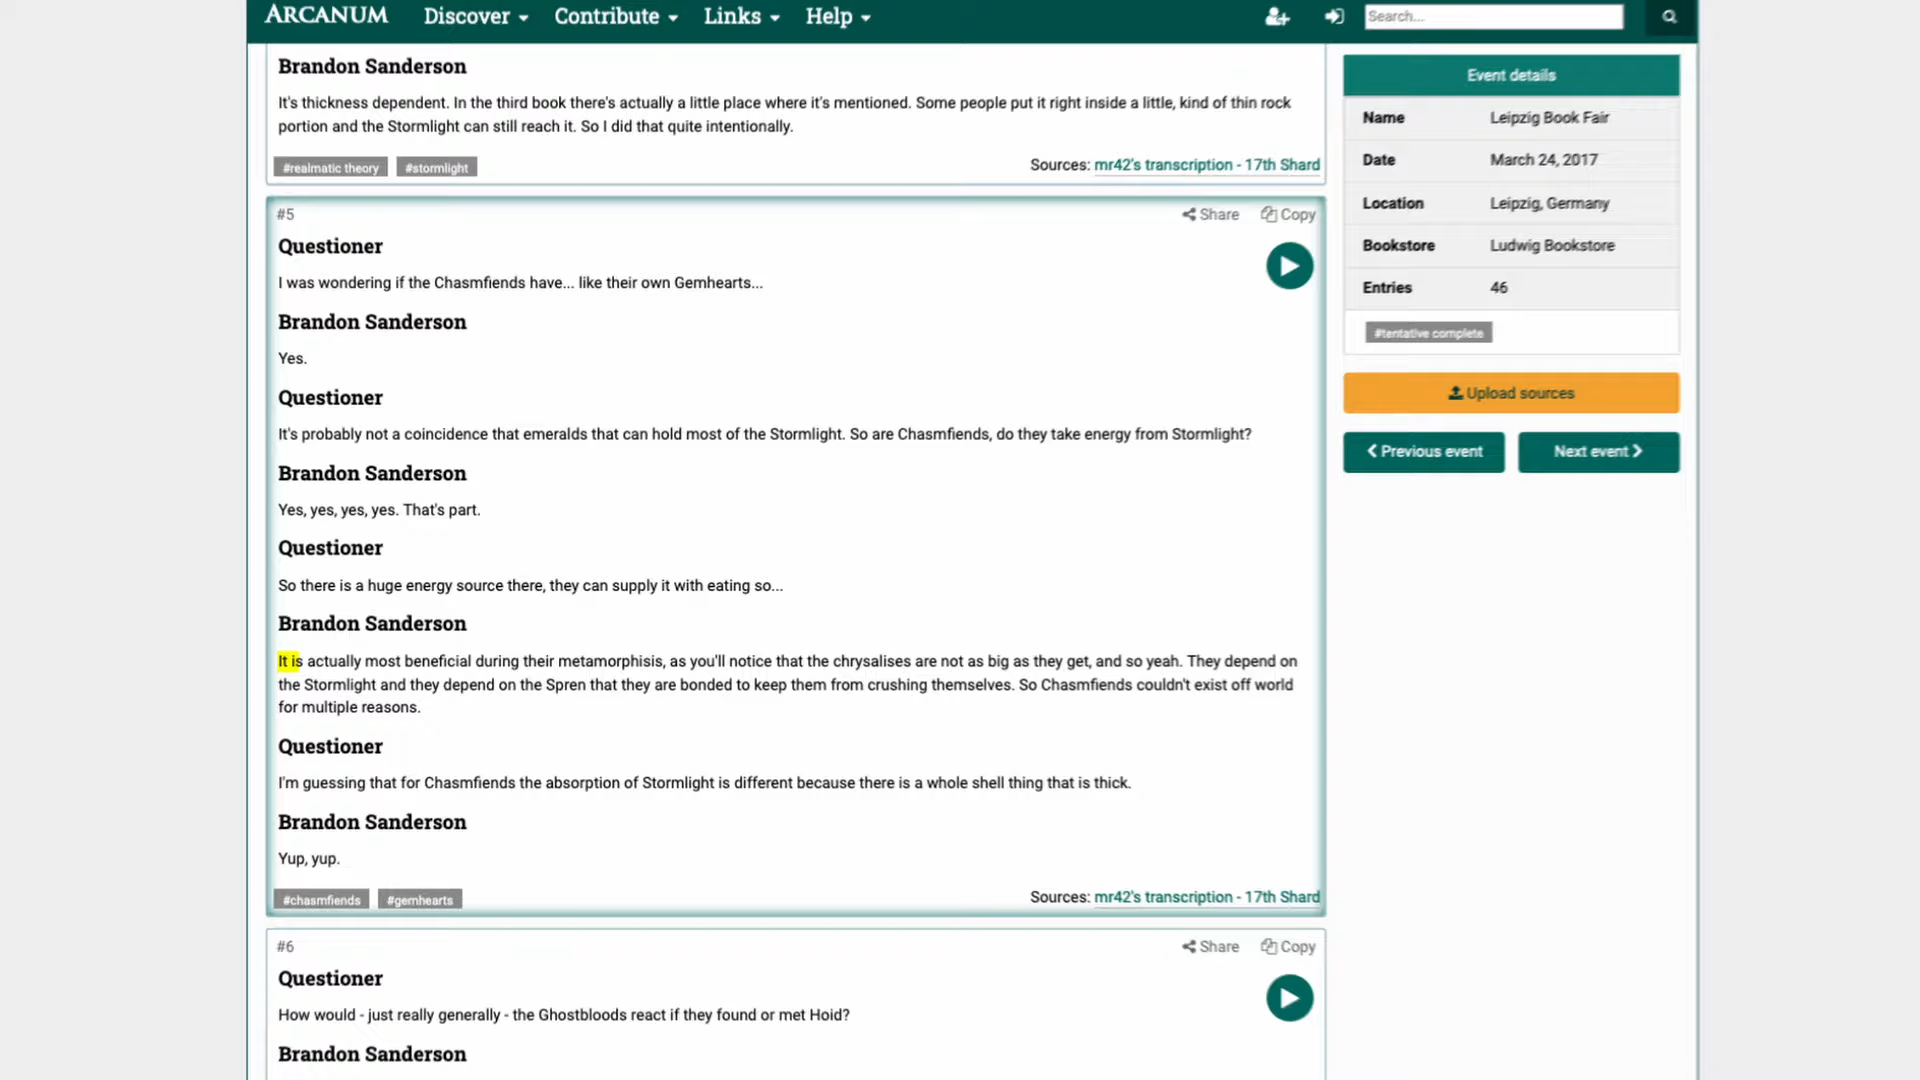 ARCANUM Discover Contribute Links Help Search...
Brandon Sanderson
It's thickness dependent. In the third book there's actually a little place where it's mentioned. Some people put it right inside a little, kind of thin rock
portion and the Stormlight can still reach it. So I did that quite intentionally.
#realmatic theory #stormlight Sources: mr42's transcription - 17th Shard
#5 Share Copy
Questioner
I was wondering if the Chasmfiends have... like their own Gemhearts...
Brandon Sanderson
Yes.
Questioner
It's probably not a coincidence that emeralds that can hold most of the Stormlight. So are Chasmfiends, do they take energy from Stormlight?
Brandon Sanderson
Yes, yes, yes, yes. That's part.
Questioner
So there is a huge energy source there, they can supply it with eating so...
Brandon Sanderson
It is actually most beneficial during their metamorphisis, as you'll notice that the chrysalises are not as big as they get, and so yeah. They depend on
the Stormlight and they depend on the Spren that they are bonded to keep them from crushing themselves. So Chasmfiends couldn't exist off world
for multiple reasons.
Questioner
I'm guessing that for Chasmfiends the absorption of Stormlight is different because there is a whole shell thing that is thick.
Brandon Sanderson
Yup, yup.
#chasmfiends #gemhearts Sources: mr42's transcription - 17th Shard
#6 Share Copy
Questioner
How would - just really generally - the Ghostbloods react if they found or met Hoid?
Brandon Sanderson
Event details
Name Leipzig Book Fair
Date March 24, 2017
Location Leipzig, Germany
Bookstore Ludwig Bookstore
Entries 46
#tentative complete
Upload sources
Previous event Next event